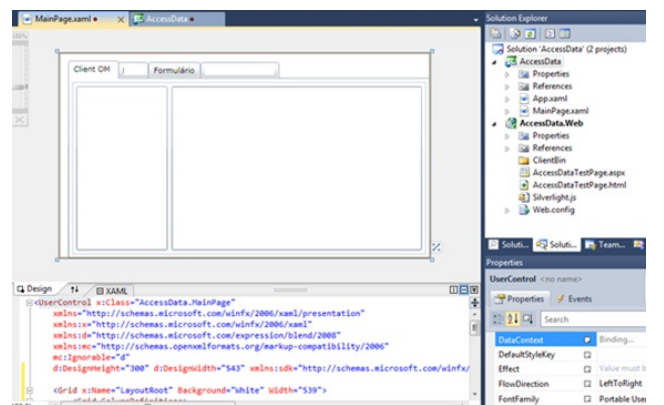 MainPage.xaml
AccessData
Client OM
Formulário
Design
XAML
<UserControl x:Class="AccessData.MainPage"
xmlns="http://schemas.microsoft.com/winfx/2006/xaml/presentation"
xmlns:x="http://schemas.microsoft.com/winfx/2006/xaml"
xmlns:d="http://schemas.microsoft.com/expression/blend/2008"
xmlns:mc="http://schemas.openxmlformats.org/markup-compatibility/2006"
mc:Ignorable="d"
d:DesignHeight="300" d:DesignWidth="543" xmlns:sdk="http://schemas.microsoft.com/winfx/
<Grid x:Name="LayoutRoot" Background="White" Width="539">
Solution Explorer
Solution 'AccessData' (2 projects)
AccessData
Properties
References
App.xaml
MainPage.xaml
AccessData.Web
Properties
References
ClientBin
AccessDataTestPage.aspx
AccessDataTestPage.html
Silverlight.js
Web.config
Soluti... Soluti... Team...
Properties
UserControl <no name>
Properties Events
Search
DataContext Binding...
DefaultStyleKey
Effect Value must b
FlowDirection LeftToRight
FontFamily Portable User